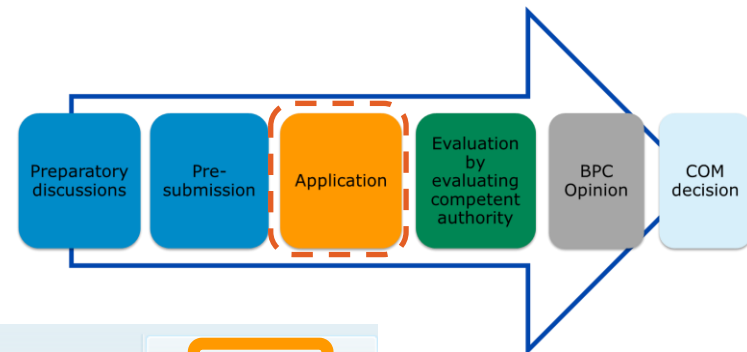 Preparatory
discussions
Pre-
submission
Application
Evaluation
by
evaluating
competent
authority
BPC
Opinion
COM
decision